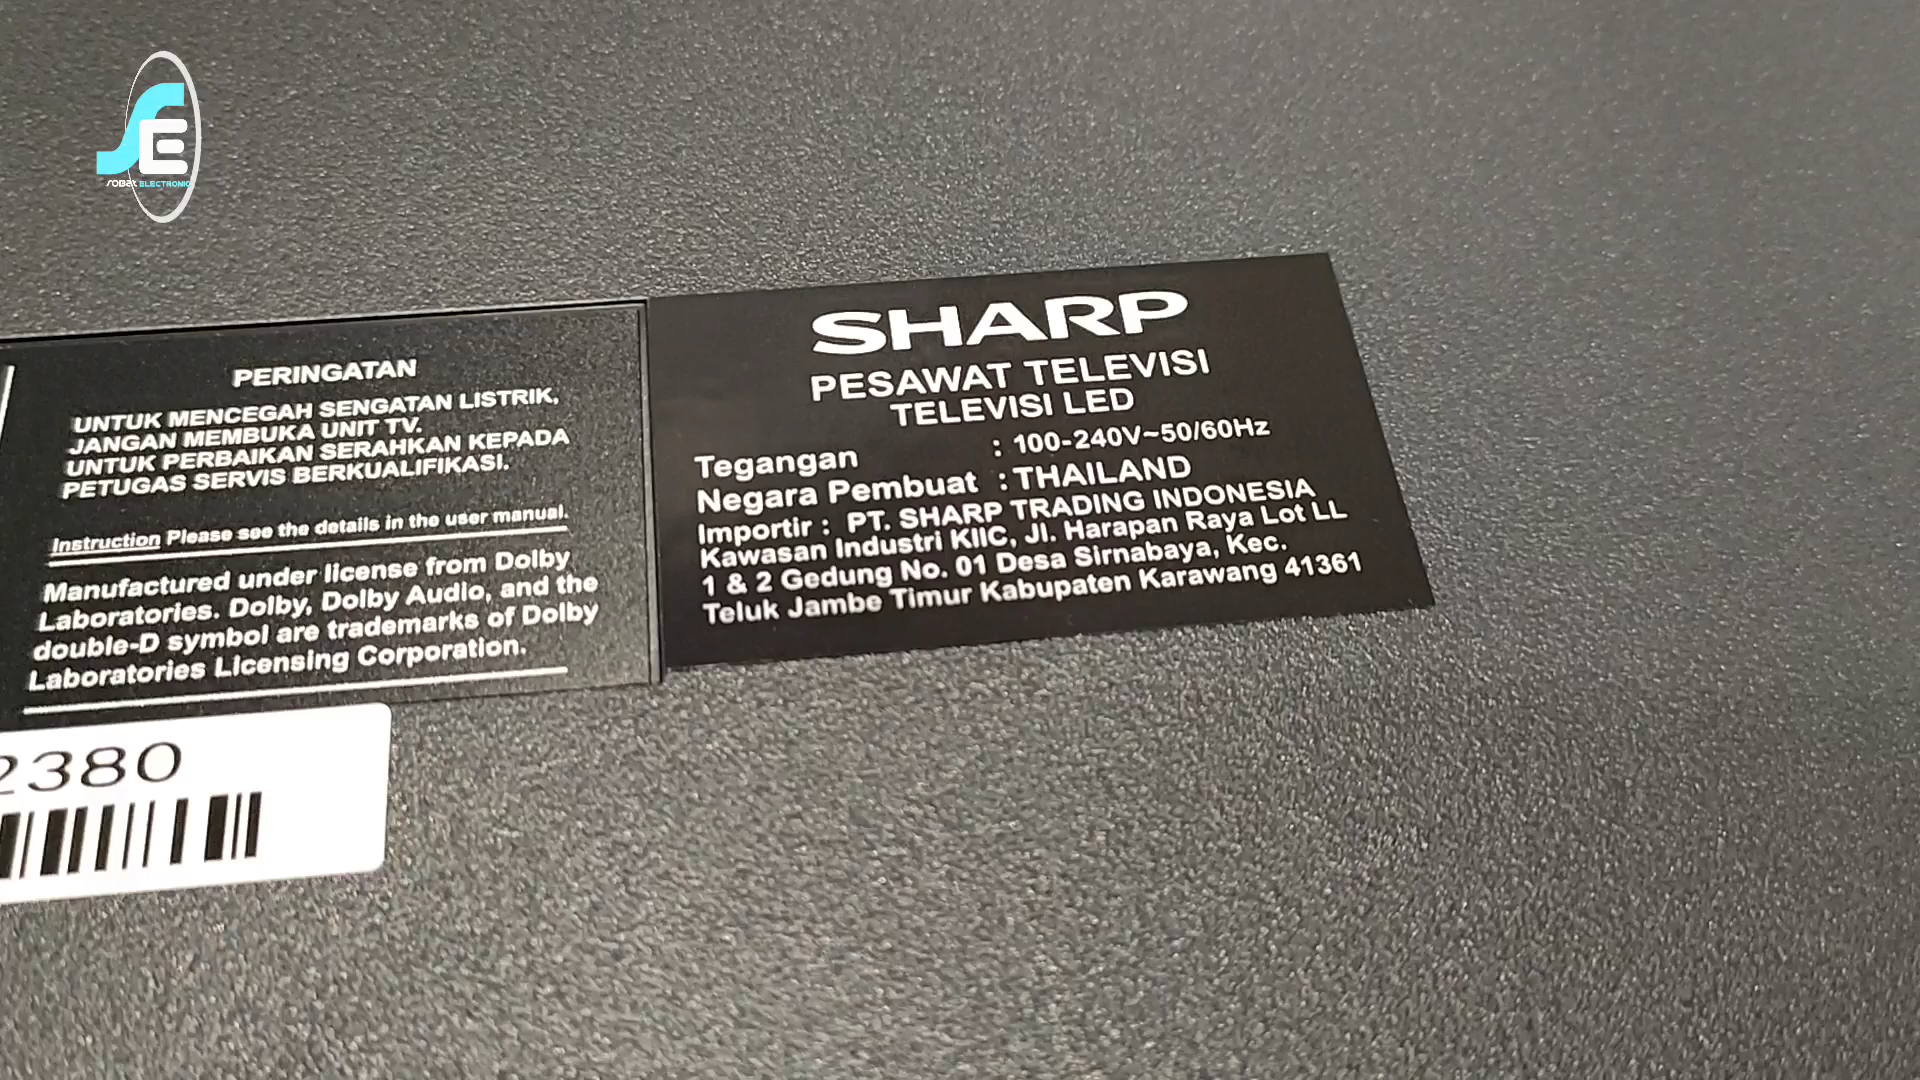 SE
SOBAT ELECTRONIC
PERINGATAN
UNTUK MENCEGAH SENGATAN LISTRIK,
JANGAN MEMBUKA UNIT TV.
UNTUK PERBAIKAN SERAHKAN KEPADA
PETUGAS SERVIS BERKUALIFIKASI.
Instruction Please see the details in the user manual.
Manufactured under license from Dolby
Laboratories. Dolby, Dolby Audio, and the
double-D symbol are trademarks of Dolby
Laboratories Licensing Corporation.
2380
SHARP
PESAWAT TELEVISI
TELEVISI LED
Tegangan : 100-240V~50/60Hz
Negara Pembuat : THAILAND
Importir : PT. SHARP TRADING INDONESIA
Kawasan Industri KIIC, Jl. Harapan Raya Lot LL
1 & 2 Gedung No. 01 Desa Sirnabaya, Kec.
Teluk Jambe Timur Kabupaten Karawang 41361